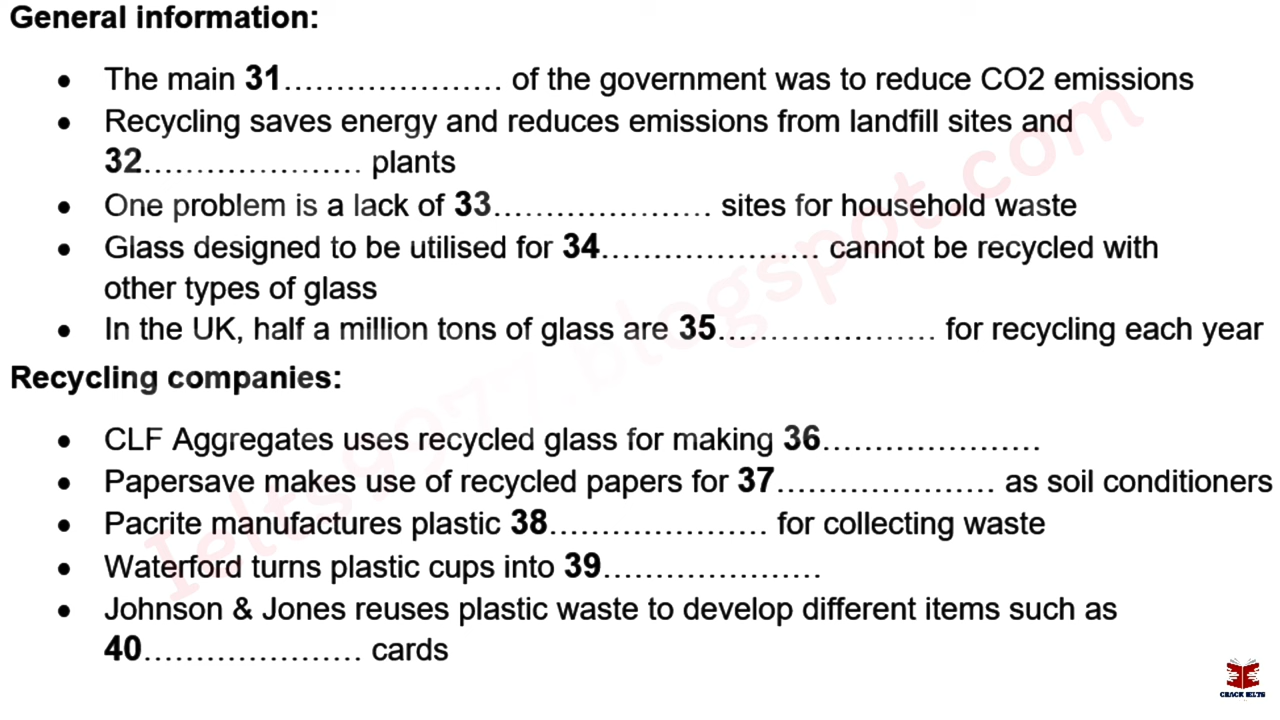 General information:
• The main 31..................... of the government was to reduce CO2 emissions
• Recycling saves energy and reduces emissions from landfill sites and
32..................... plants
• One problem is a lack of 33..................... sites for household waste
• Glass designed to be utilised for 34..................... cannot be recycled with
other types of glass
• In the UK, half a million tons of glass are 35..................... for recycling each year
Recycling companies:
• CLF Aggregates uses recycled glass for making 36.....................
• Papersave makes use of recycled papers for 37..................... as soil conditioners
• Pacrite manufactures plastic 38..................... for collecting waste
• Waterford turns plastic cups into 39.....................
• Johnson & Jones reuses plastic waste to develop different items such as
40..................... cards
Ielts9977.blogspot.com
CRACK IELTS